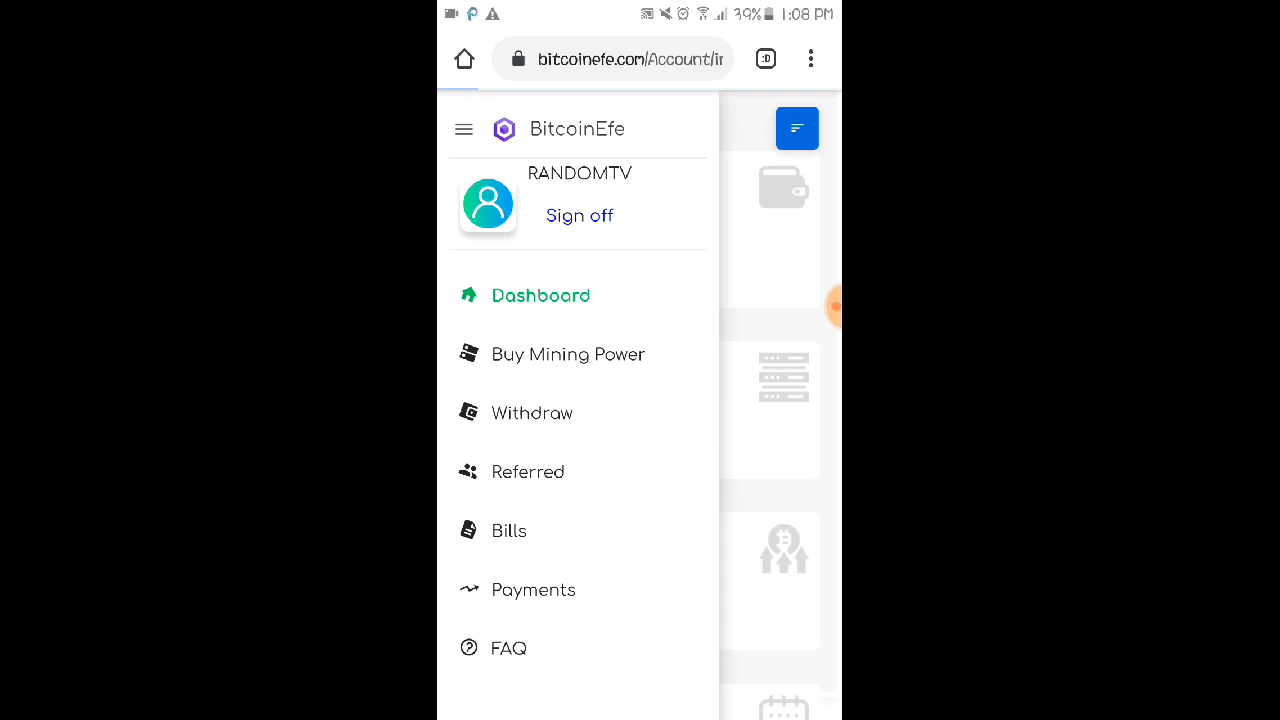 39% 1:08 PM
bitcoinefe.com/Account/ir
:D
BitcoinEfe
RANDOMTV
Sign off
Dashboard
Buy Mining Power
Withdraw
Referred
Bills
Payments
FAQ